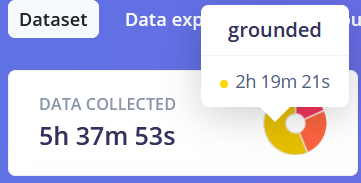 Dataset
Data exp
grounded
2h 19m 21s
DATA COLLECTED
5h 37m 53s